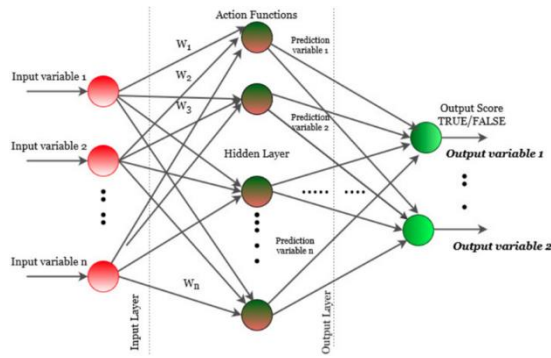 Action Functions
W1
Prediction
variable 1
Input variable 1
W2
Output Score
TRUE/FALSE
W3
Prediction
variable 2
Output variable 1
Input variable 2
Hidden Layer
Prediction
variable n
Output variable 2
Input variable n
Wn
Input Layer
Output Layer